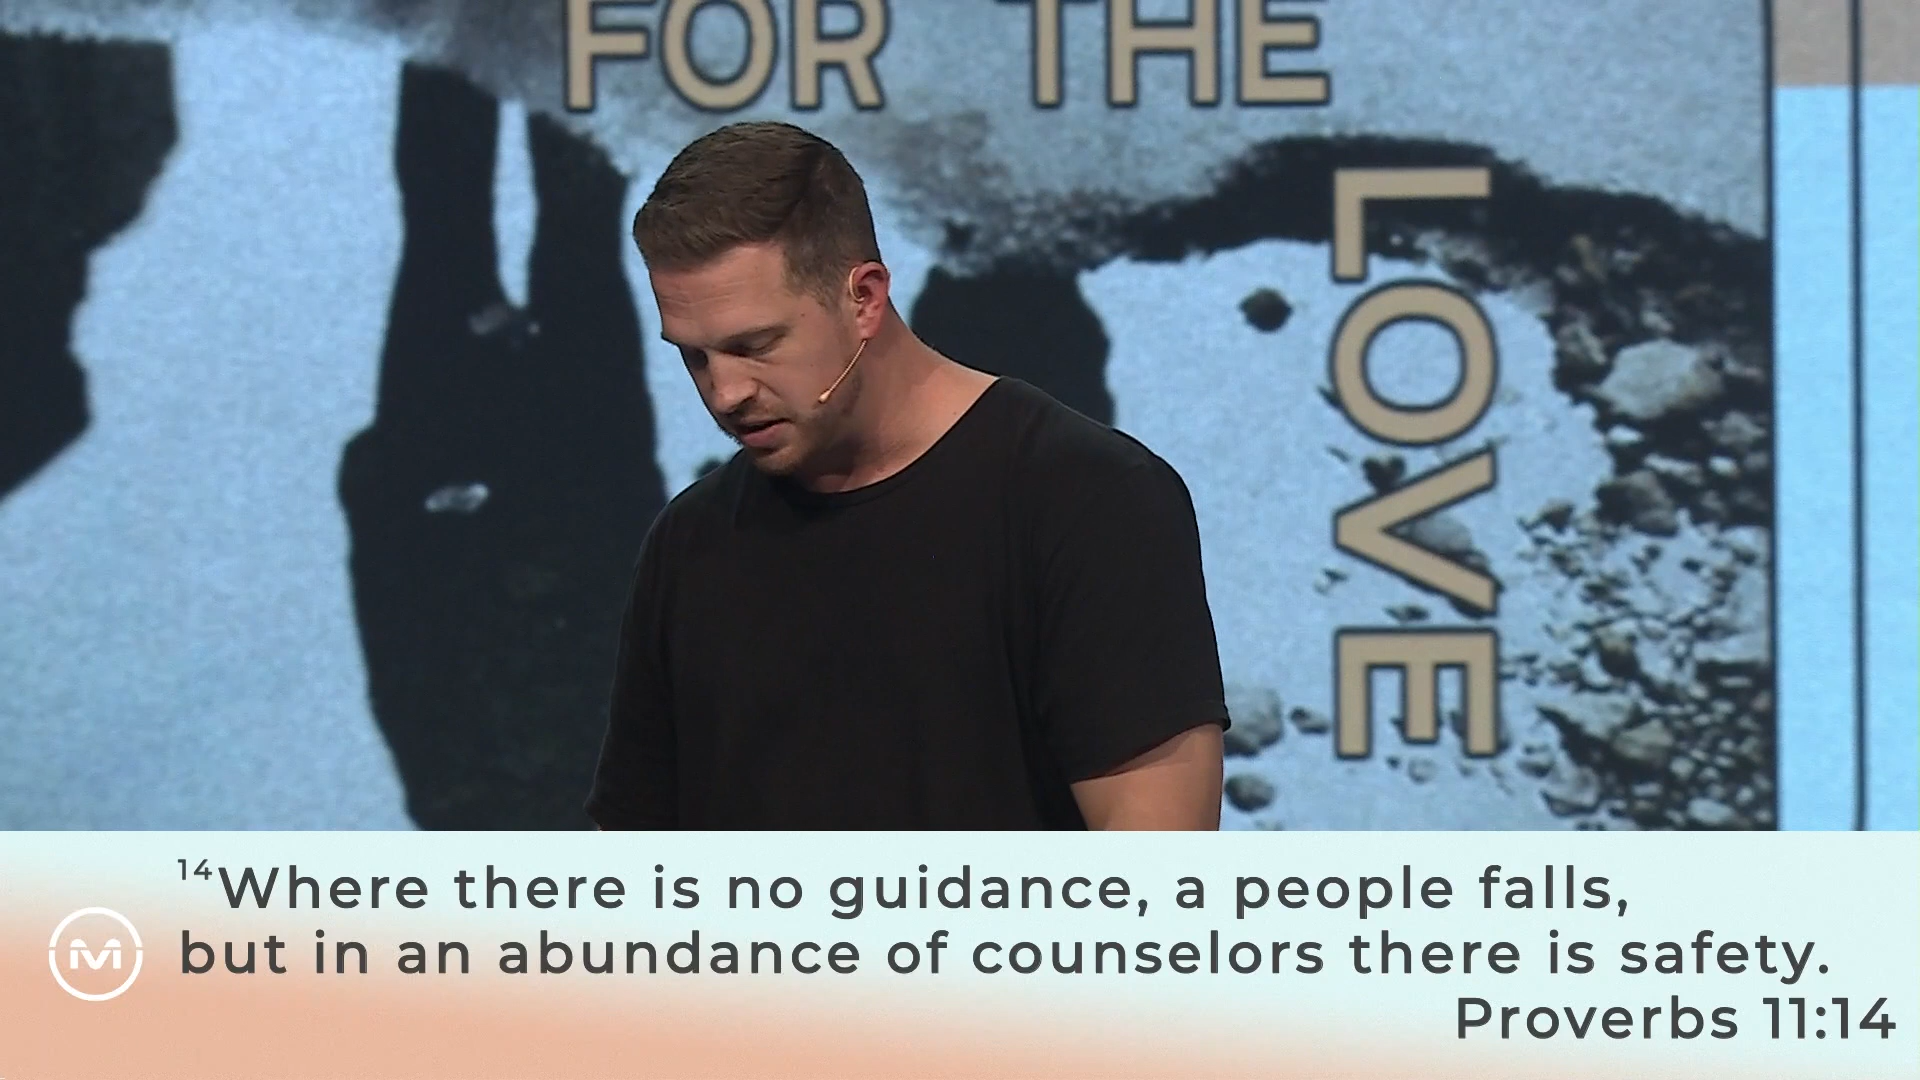 FOR THE
LOVE
¹⁴Where there is no guidance, a people falls,
but in an abundance of counselors there is safety.
Proverbs 11:14
M